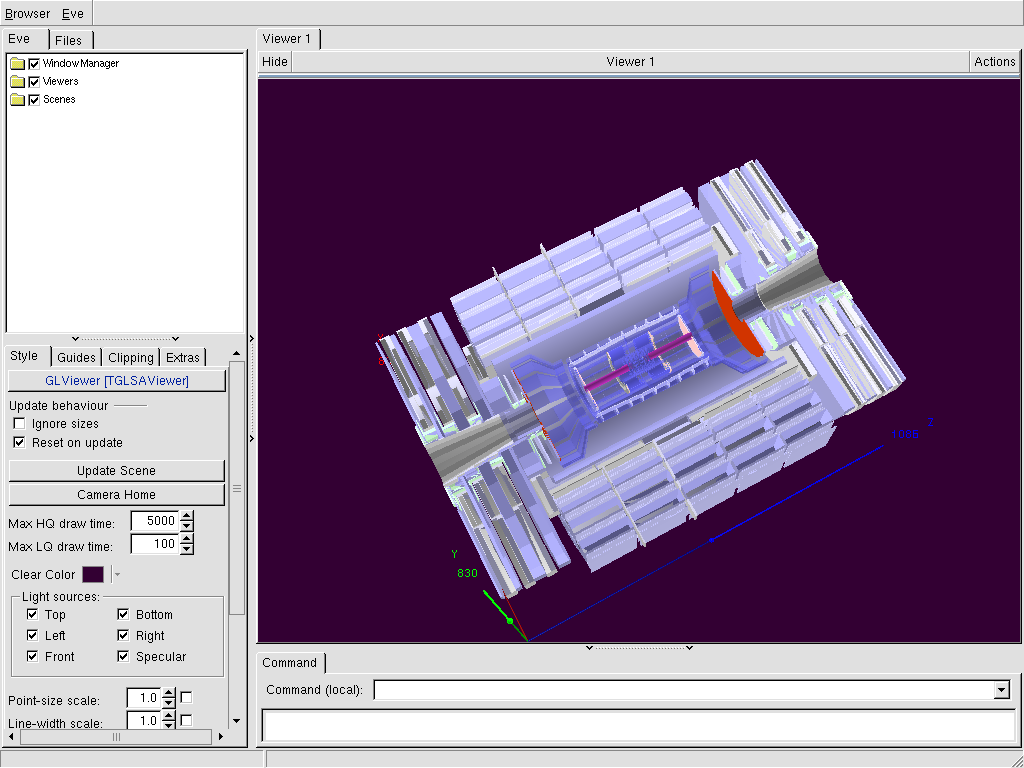 Browser Eve
Eve Files
WindowManager
Viewers
Scenes
Style Guides Clipping Extras
GLViewer [TGLSAViewer]
Update behaviour
Ignore sizes
Reset on update
Update Scene
Camera Home
Max HQ draw time: 5000
Max LQ draw time: 100
Clear Color
Light sources:
Top Bottom
Left Right
Front Specular
Point-size scale: 1.0
Line-width scale: 1.0
Viewer 1
Hide Viewer 1 Actions
Y
830
Command
Command (local):